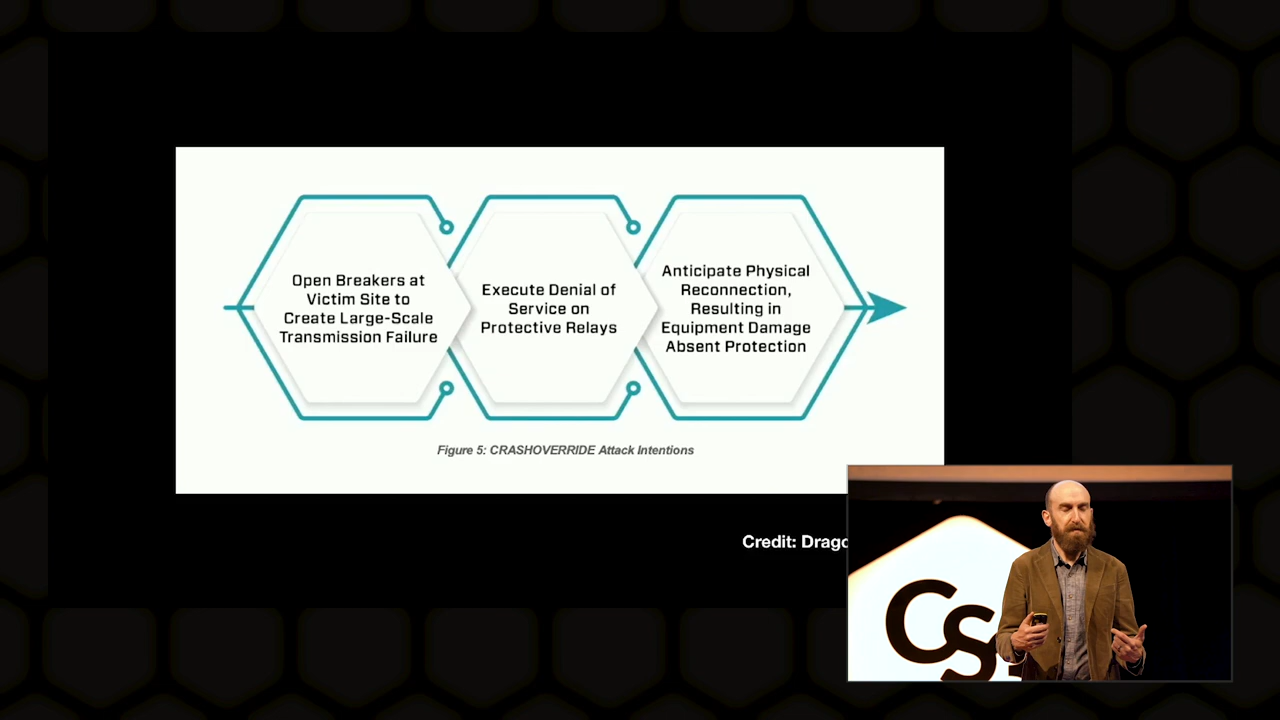 Open Breakers at
Victim Site to
Create Large-Scale
Transmission Failure
Execute Denial of
Service on
Protective Relays
Anticipate Physical
Reconnection,
Resulting in
Equipment Damage
Absent Protection
Figure 5: CRASHOVERRIDE Attack Intentions
Credit:
Cs